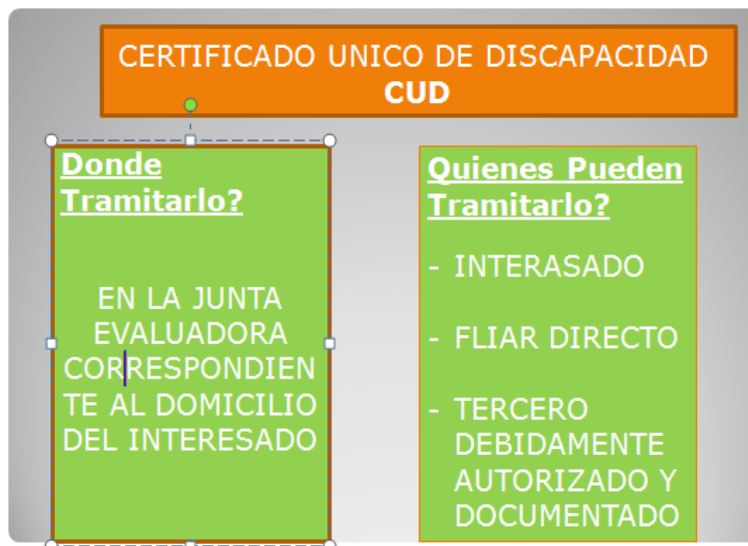 CERTIFICADO UNICO DE DISCAPACIDAD
CUD
Donde
Tramitarlo?
EN LA JUNTA
EVALUADORA
CORRESPONDIEN
TE AL DOMICILIO
DEL INTERESADO
Quienes Pueden
Tramitarlo?
- INTERASADO
- FLIAR DIRECTO
- TERCERO
DEBIDAMENTE
AUTORIZADO Y
DOCUMENTADO